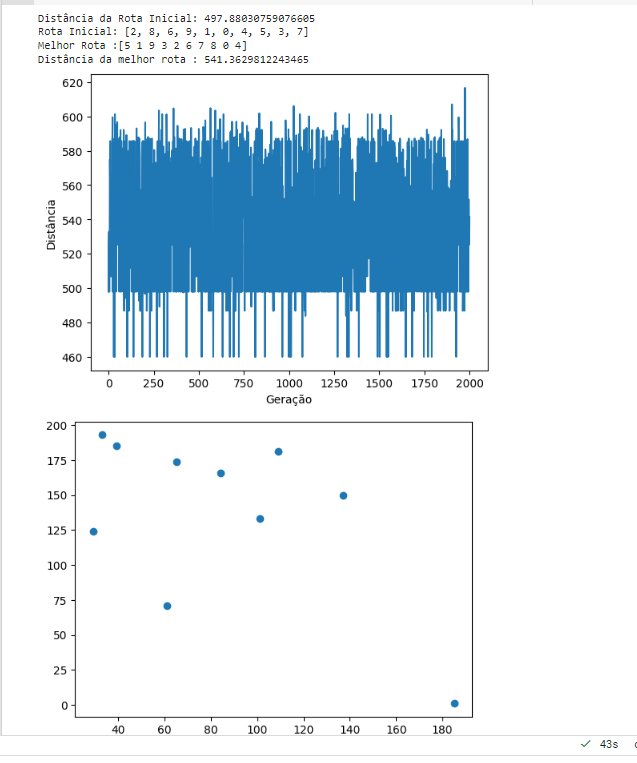 Distância da Rota Inicial: 497.88030759076605
Rota Inicial: [2, 8, 6, 9, 1, 0, 4, 5, 3, 7]
Melhor Rota :[5 1 9 3 2 6 7 8 0 4]
Distância da melhor rota : 541.3629812243465
620
600
580
560
540
520
500
480
460
Distância
0 250 500 750 1000 1250 1500 1750 2000
Geração
200
175
150
125
100
75
50
25
0
40 60 80 100 120 140 160 180
43s